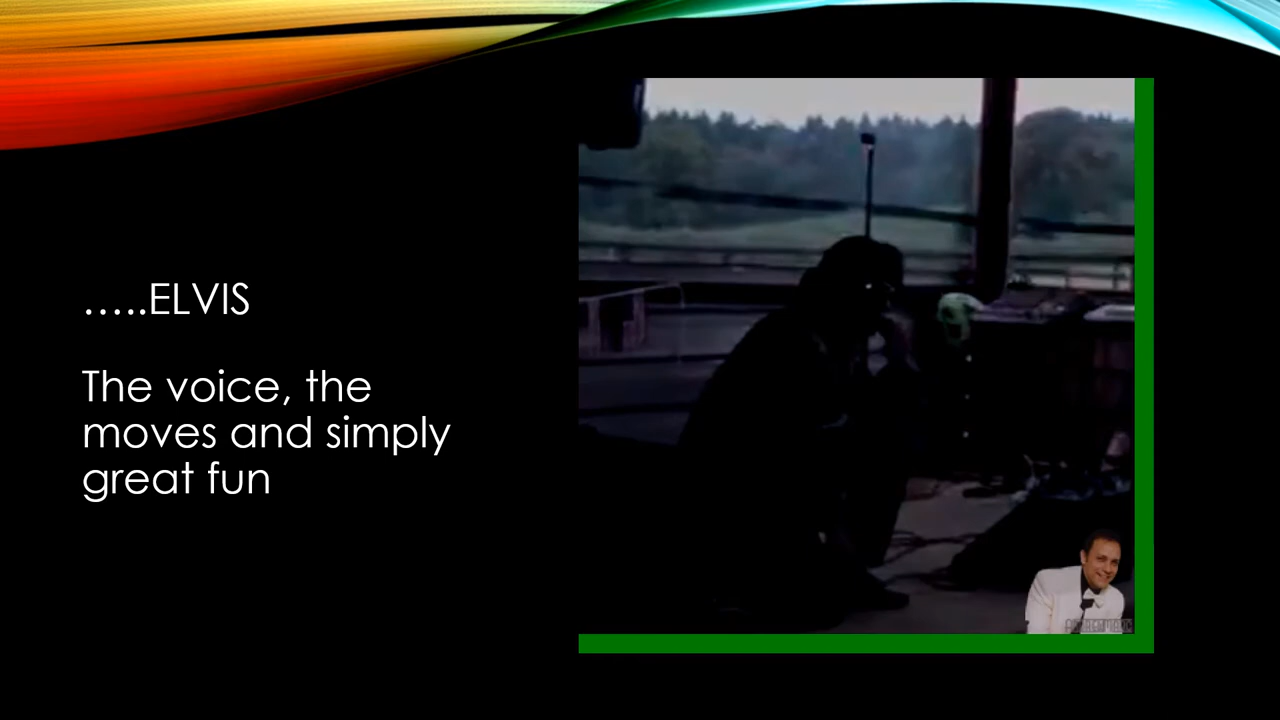 .....ELVIS
The voice, the
moves and simply
great fun